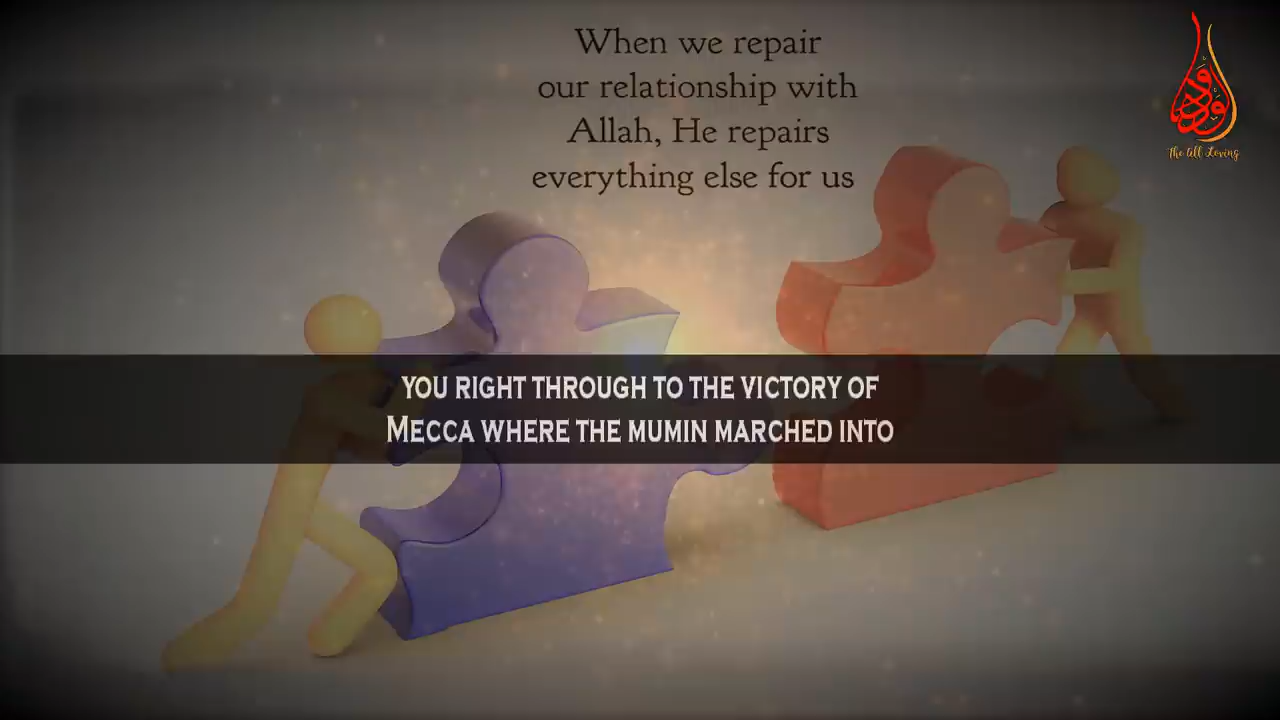 When we repair
our relationship with
Allah, He repairs
everything else for us
الودود
The All Loving
YOU RIGHT THROUGH TO THE VICTORY OF
MECCA WHERE THE MUMIN MARCHED INTO